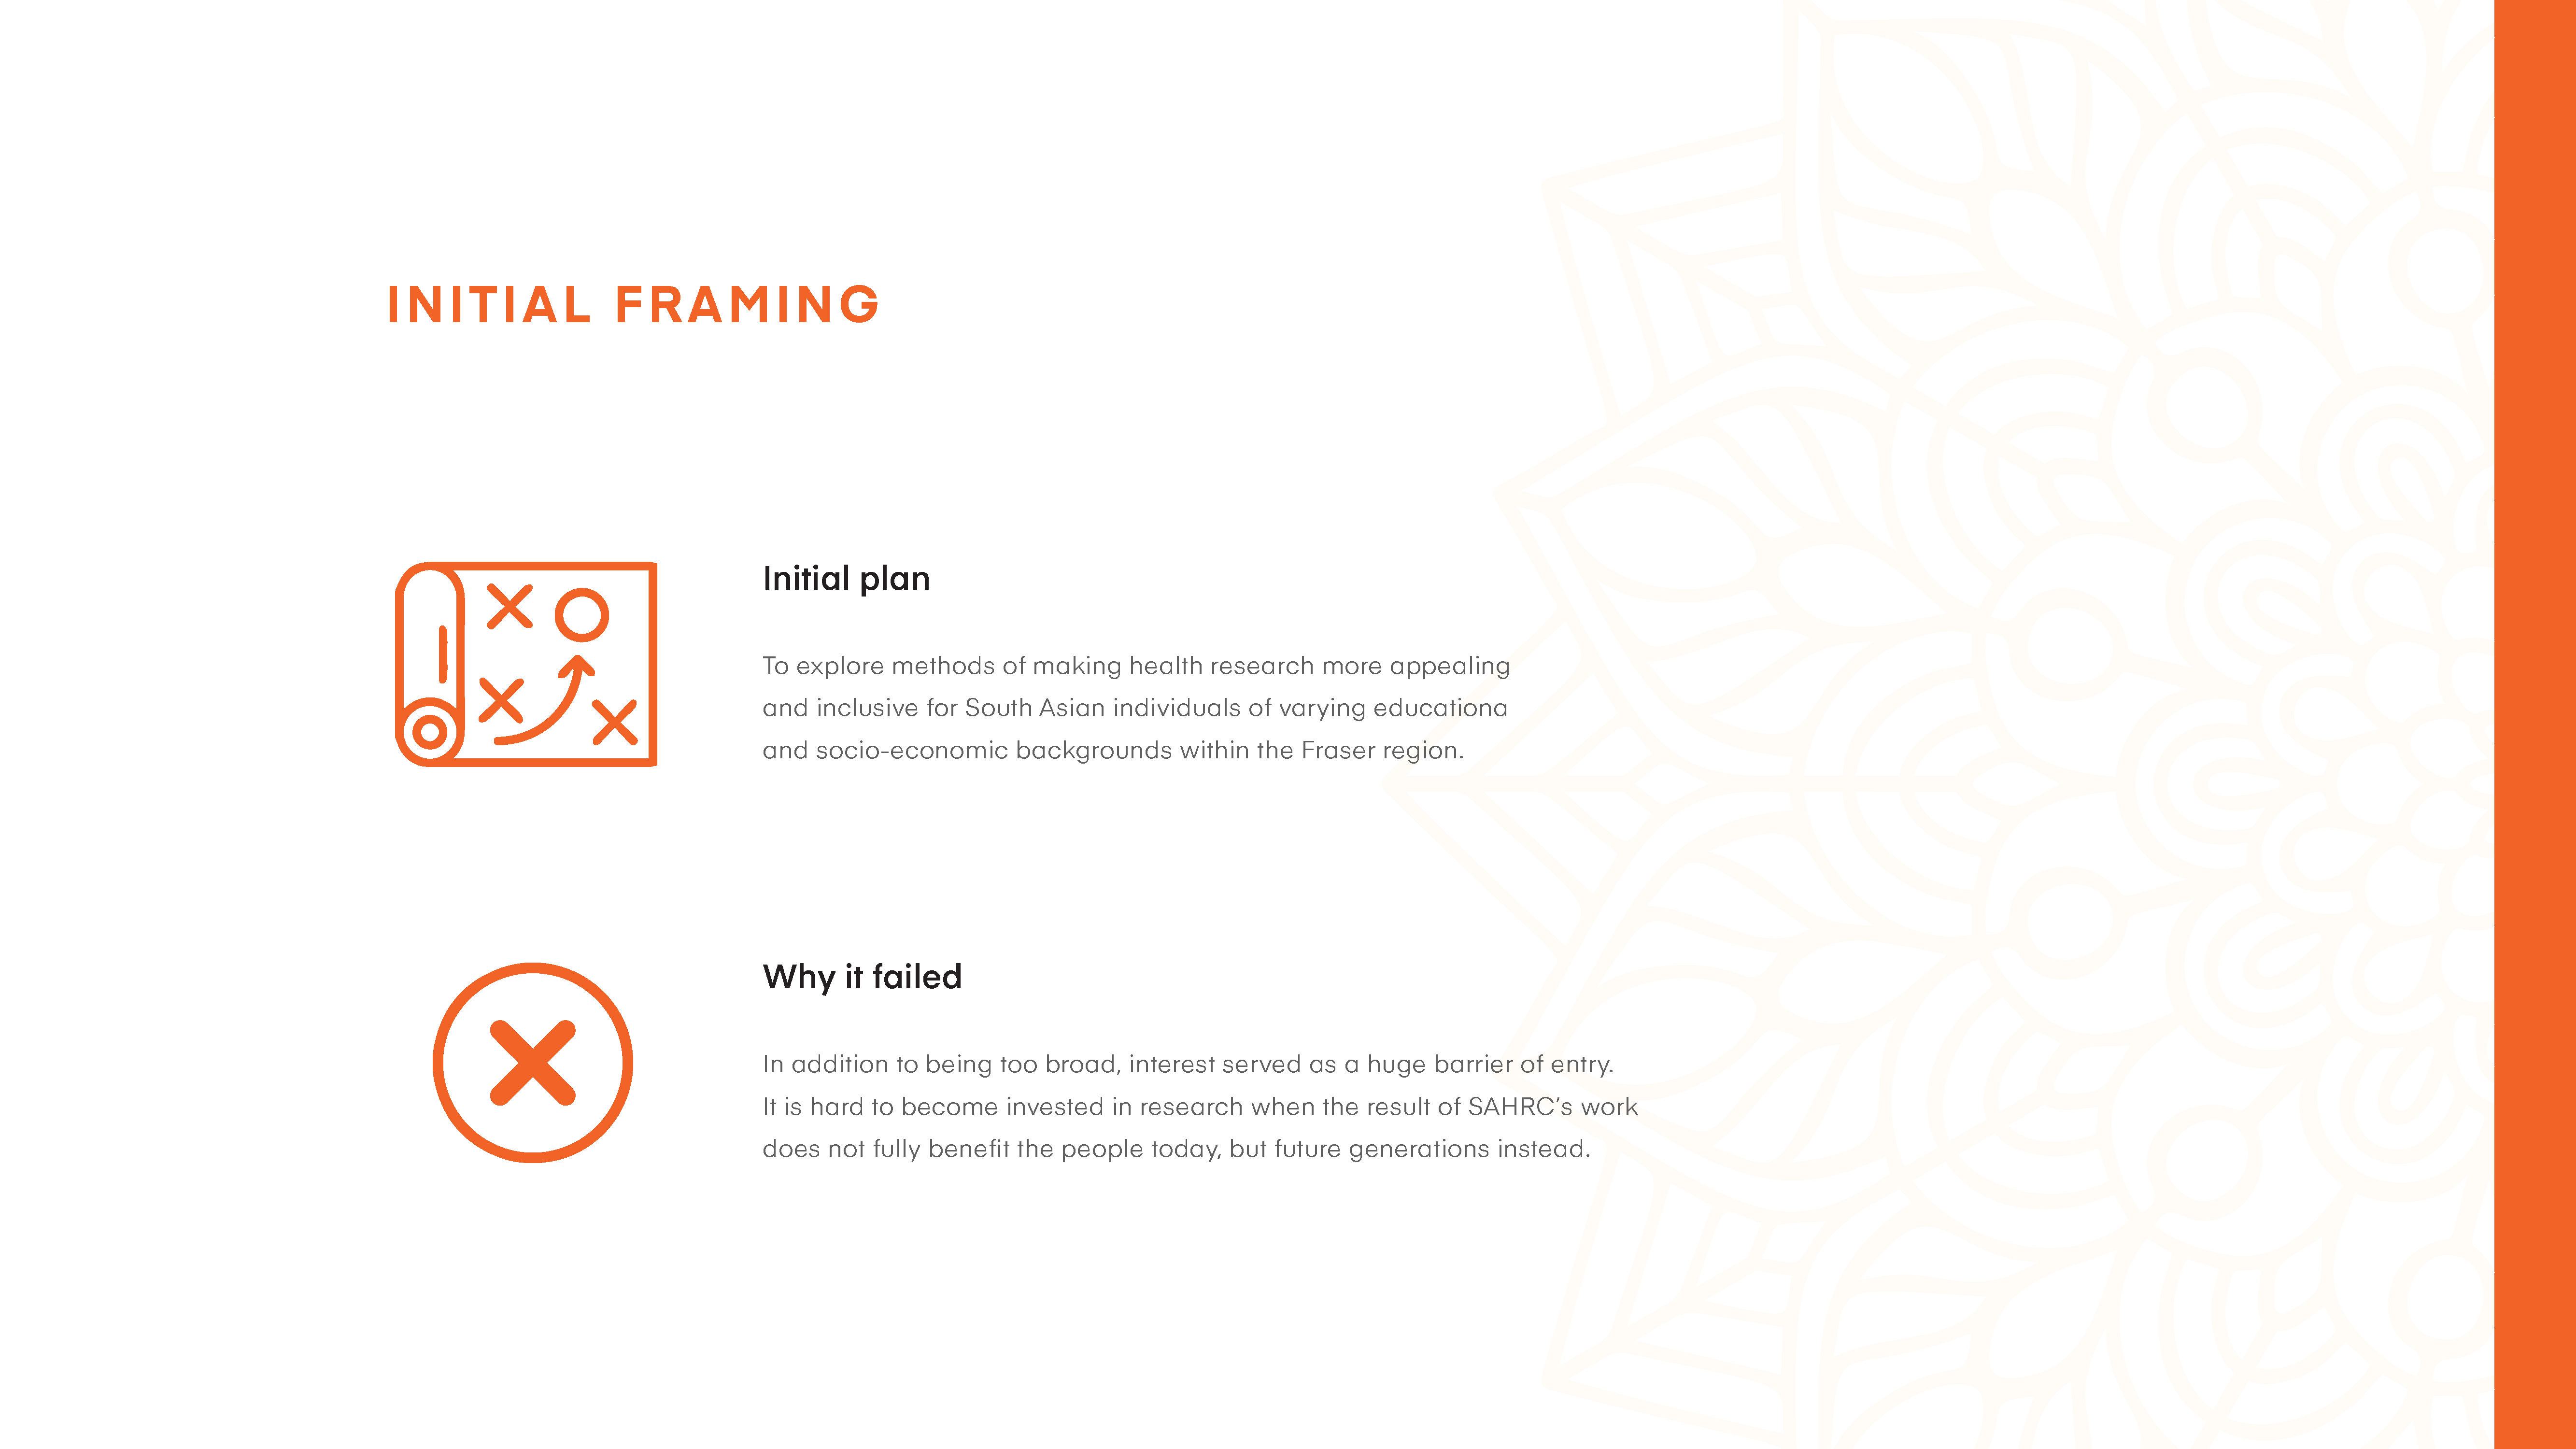 INITIAL FRAMING
Initial plan
To explore methods of making health research more appealing
and inclusive for South Asian individuals of varying educationa
and socio-economic backgrounds within the Fraser region.
Why it failed
In addition to being too broad, interest served as a huge barrier of entry.
It is hard to become invested in research when the result of SAHRC's work
does not fully benefit the people today, but future generations instead.